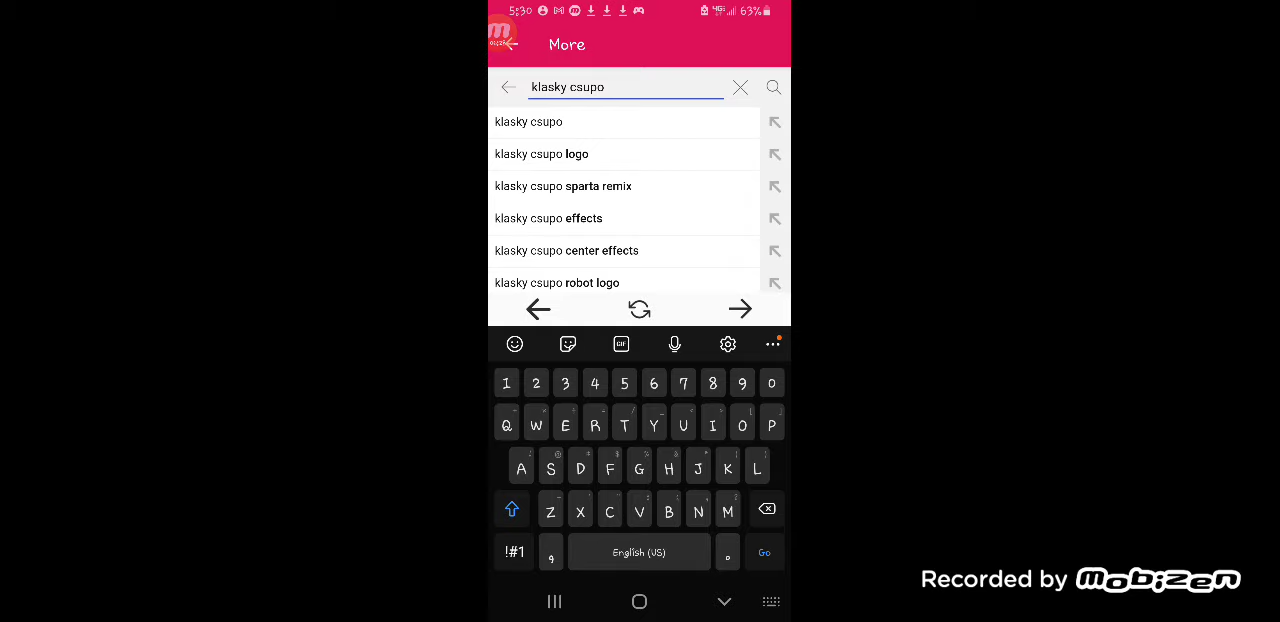 5:30 63%
More
klasky csupo
klasky csupo
klasky csupo logo
klasky csupo sparta remix
klasky csupo effects
klasky csupo center effects
klasky csupo robot logo
GIF
1 2 3 4 5 6 7 8 9 0
Q W E R T Y U I O P
A S D F G H J K L
Z X C V B N M
!#1 , English (US) . Go
Recorded by mobizen